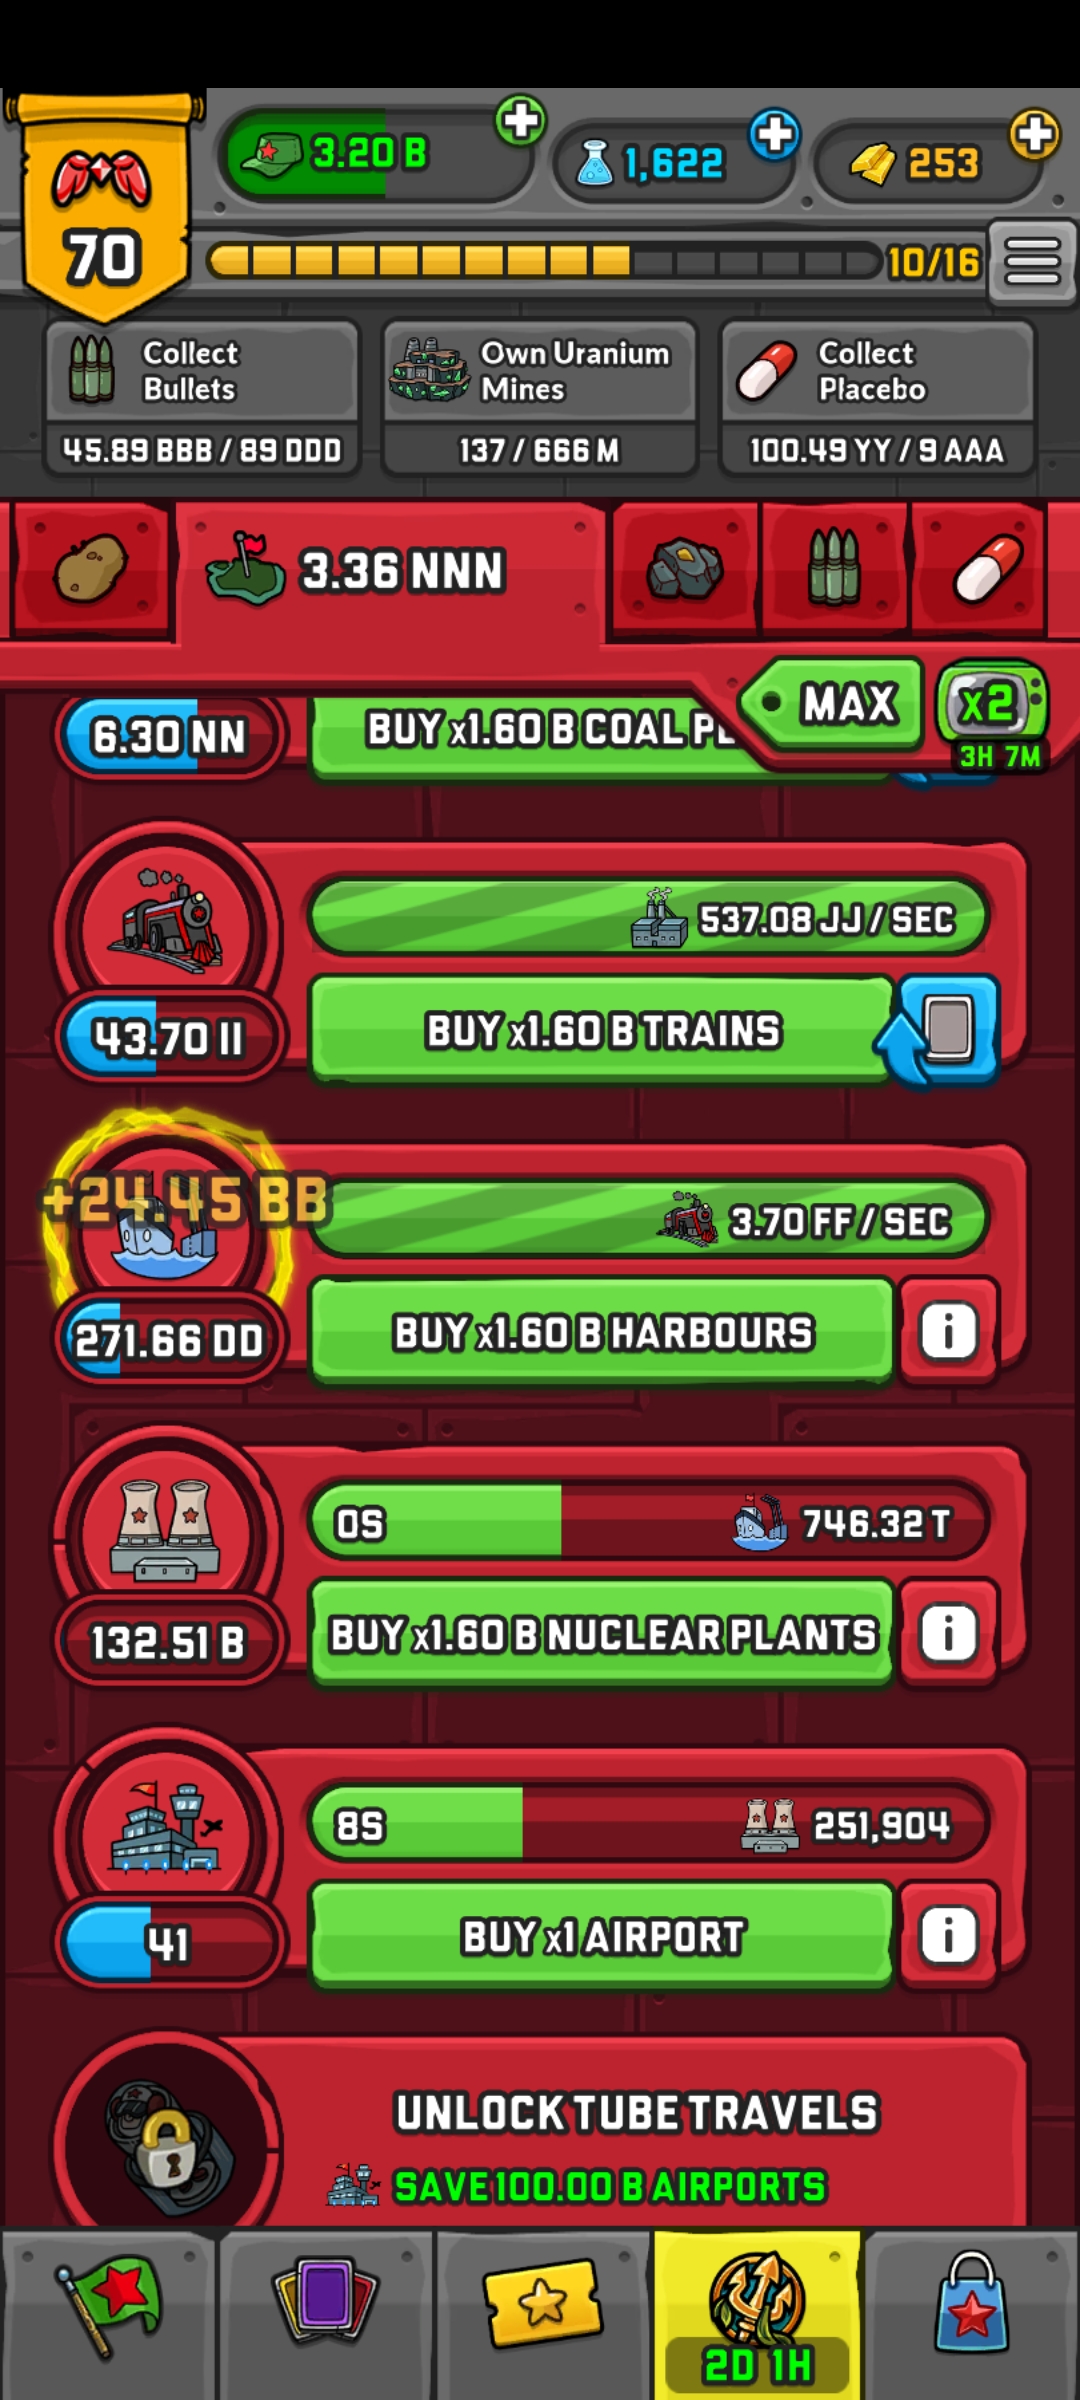 3.20 B
1,622
253
70
10/16
Collect
Bullets
45.89 BBB / 89 DDD
Own Uranium
Mines
137 / 666 M
Collect
Placebo
100.49 YY / 9 AAA
3.36 NNN
MAX
x2
3H 7M
6.30 NN
BUY x1.60 B COAL
537.08 JJ / SEC
43.70 II
BUY x1.60 B TRAINS
+24.45 BB
3.70 FF / SEC
271.66 DD
BUY x1.60 B HARBOURS
i
0S
746.32 T
132.51 B
BUY x1.60 B NUCLEAR PLANTS
i
8S
251,904
41
BUY x1 AIRPORT
i
UNLOCK TUBE TRAVELS
SAVE 100.00 B AIRPORTS
2D 1H